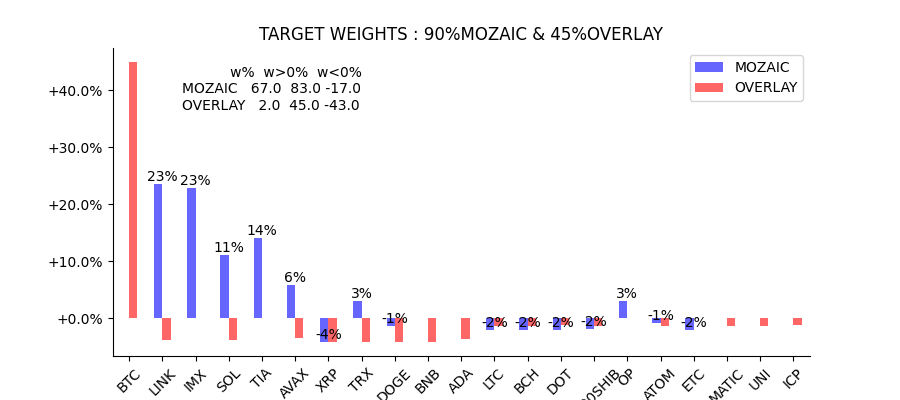 TARGET WEIGHTS : 90%MOZAIC & 45%OVERLAY
w% w>0% w<0%
MOZAIC 67.0 83.0 -17.0
OVERLAY 2.0 45.0 -43.0
MOZAIC
OVERLAY
+40.0%
+30.0%
+20.0%
+10.0%
+0.0%
23% 23% 11% 14% 6% -4% 3% -1% -2% -2% -2% -2% 3% -1% -2%
BTC LINK IMX SOL TIA AVAX XRP TRX DOGE BNB ADA LTC BCH DOT 00SHIB OP ATOM ETC MATIC UNI ICP